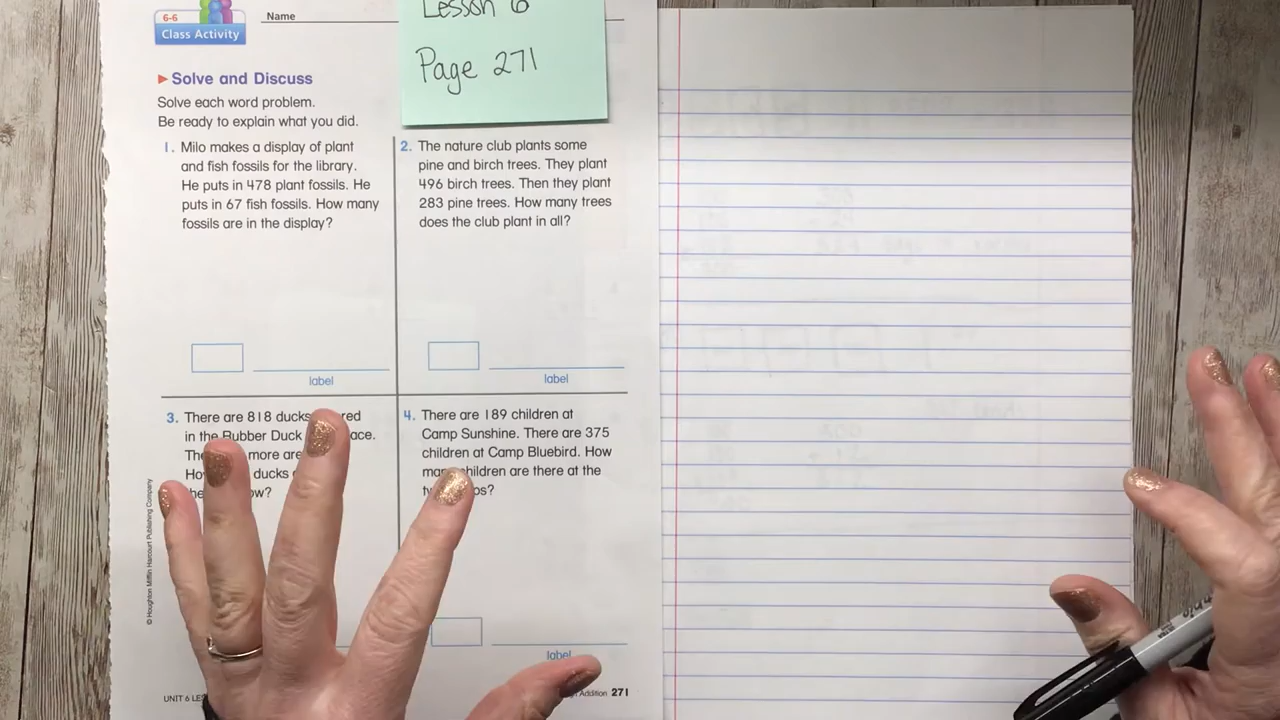 6-6
Class Activity
Name
Lesson 6
Page 271
Solve and Discuss
Solve each word problem.
Be ready to explain what you did.
1. Milo makes a display of plant
and fish fossils for the library.
He puts in 478 plant fossils. He
puts in 67 fish fossils. How many
fossils are in the display?
label
2. The nature club plants some
pine and birch trees. They plant
496 birch trees. Then they plant
283 pine trees. How many trees
does the club plant in all?
label
3. There are 818 ducks
in the Rubber Duck
more are
ducks
4. There are 189 children at
Camp Sunshine. There are 375
children at Camp Bluebird. How
children are there at the
label
© Houghton Mifflin Harcourt Publishing Company
UNIT 6
Addition 271